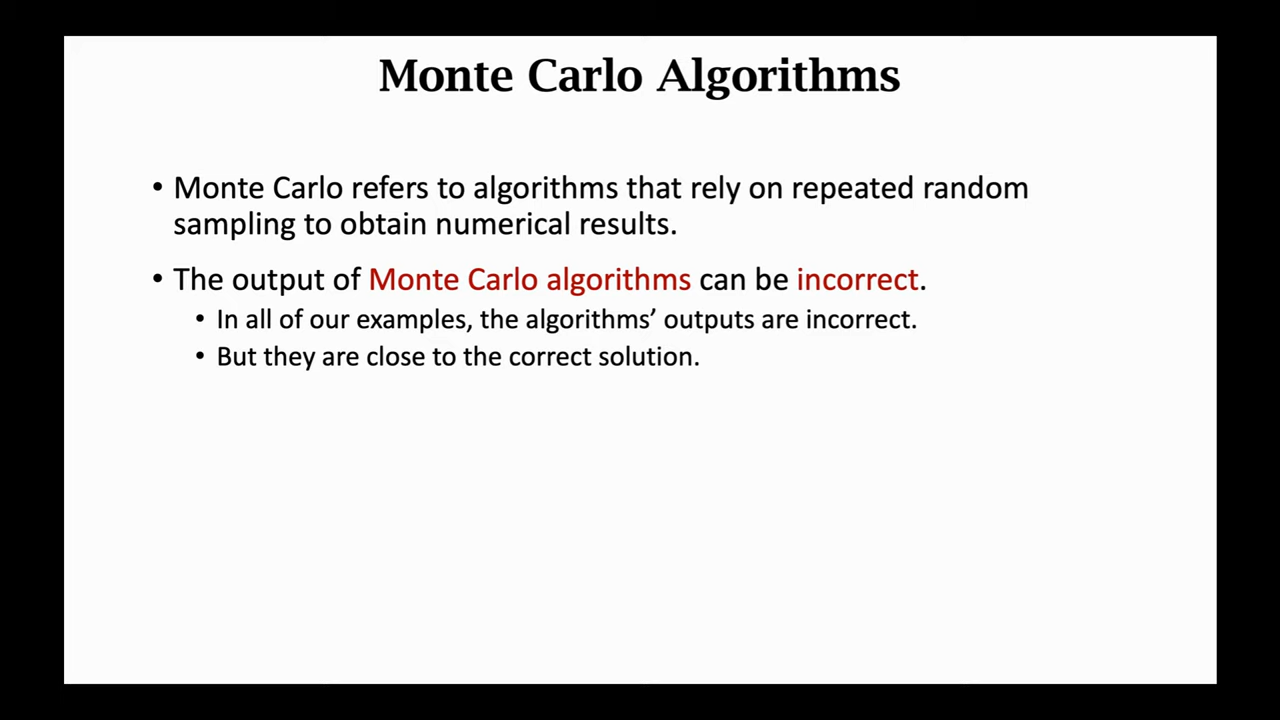 Monte Carlo Algorithms
• Monte Carlo refers to algorithms that rely on repeated random
sampling to obtain numerical results.
• The output of Monte Carlo algorithms can be incorrect.
• In all of our examples, the algorithms’ outputs are incorrect.
• But they are close to the correct solution.